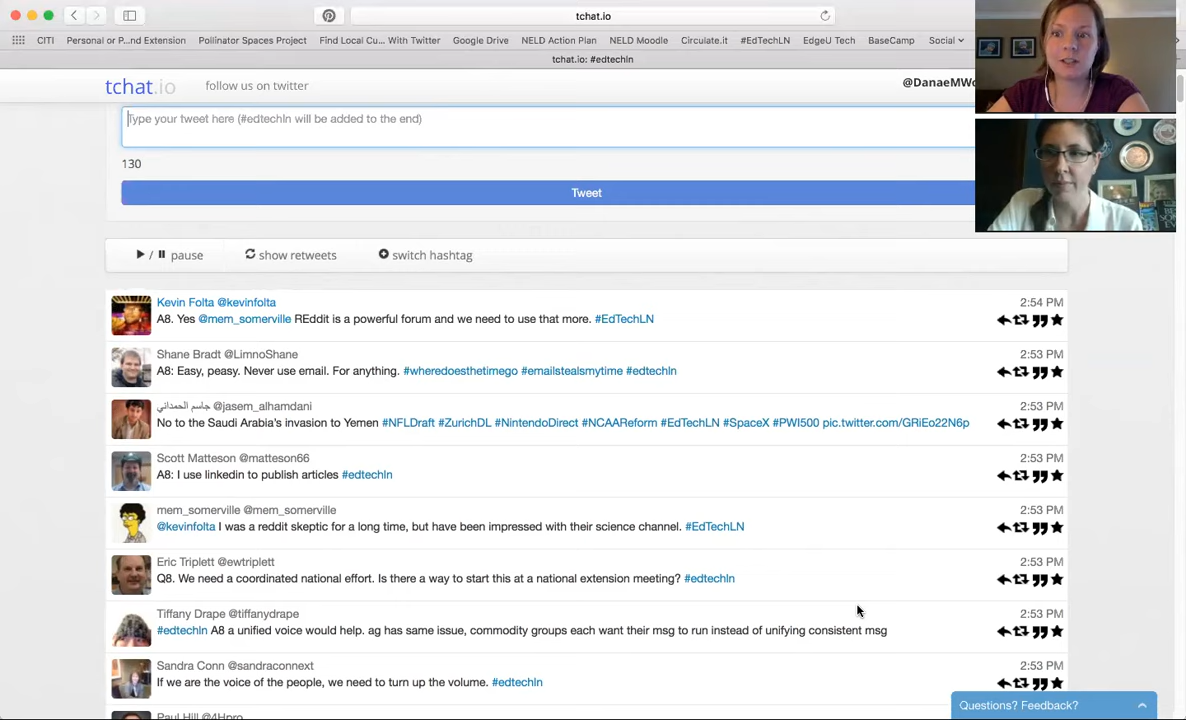 tchat.io
CITI Personal or P...nd Extension Pollinator Spaces Project Find Local Cu... With Twitter Google Drive NELD Action Plan NELD Moodle Circulate.it #EdTechLN EdgeU Tech BaseCamp Social
tchat.io: #edtechln
tchat.io follow us on twitter
Type your tweet here (#edtechln will be added to the end)
130
Tweet
/ pause show retweets switch hashtag
Kevin Folta @kevinfolta 2:54 PM
A8. Yes @mem_somerville REddit is a powerful forum and we need to use that more. #EdTechLN
Shane Bradt @LimnoShane 2:53 PM
A8: Easy, peasy. Never use email. For anything. #wheredoesthetimego #emailstealsmytime #edtechln
جاسم الحمداني @jasem_alhamdani 2:53 PM
No to the Saudi Arabia's invasion to Yemen #NFLDraft #ZurichDL #NintendoDirect #NCAAReform #EdTechLN #SpaceX #PWI500 pic.twitter.com/GRiEo22N6p
Scott Matteson @matteson66 2:53 PM
A8: I use linkedin to publish articles #edtechln
mem_somerville @mem_somerville 2:53 PM
@kevinfolta I was a reddit skeptic for a long time, but have been impressed with their science channel. #EdTechLN
Eric Triplett @ewtriplett 2:53 PM
Q8. We need a coordinated national effort. Is there a way to start this at a national extension meeting? #edtechln
Tiffany Drape @tiffanydrape 2:53 PM
#edtechln A8 a unified voice would help. ag has same issue, commodity groups each want their msg to run instead of unifying consistent msg
Sandra Conn @sandraconnext 2:53 PM
If we are the voice of the people, we need to turn up the volume. #edtechln
Paul Hill @4Hpro
Questions? Feedback?